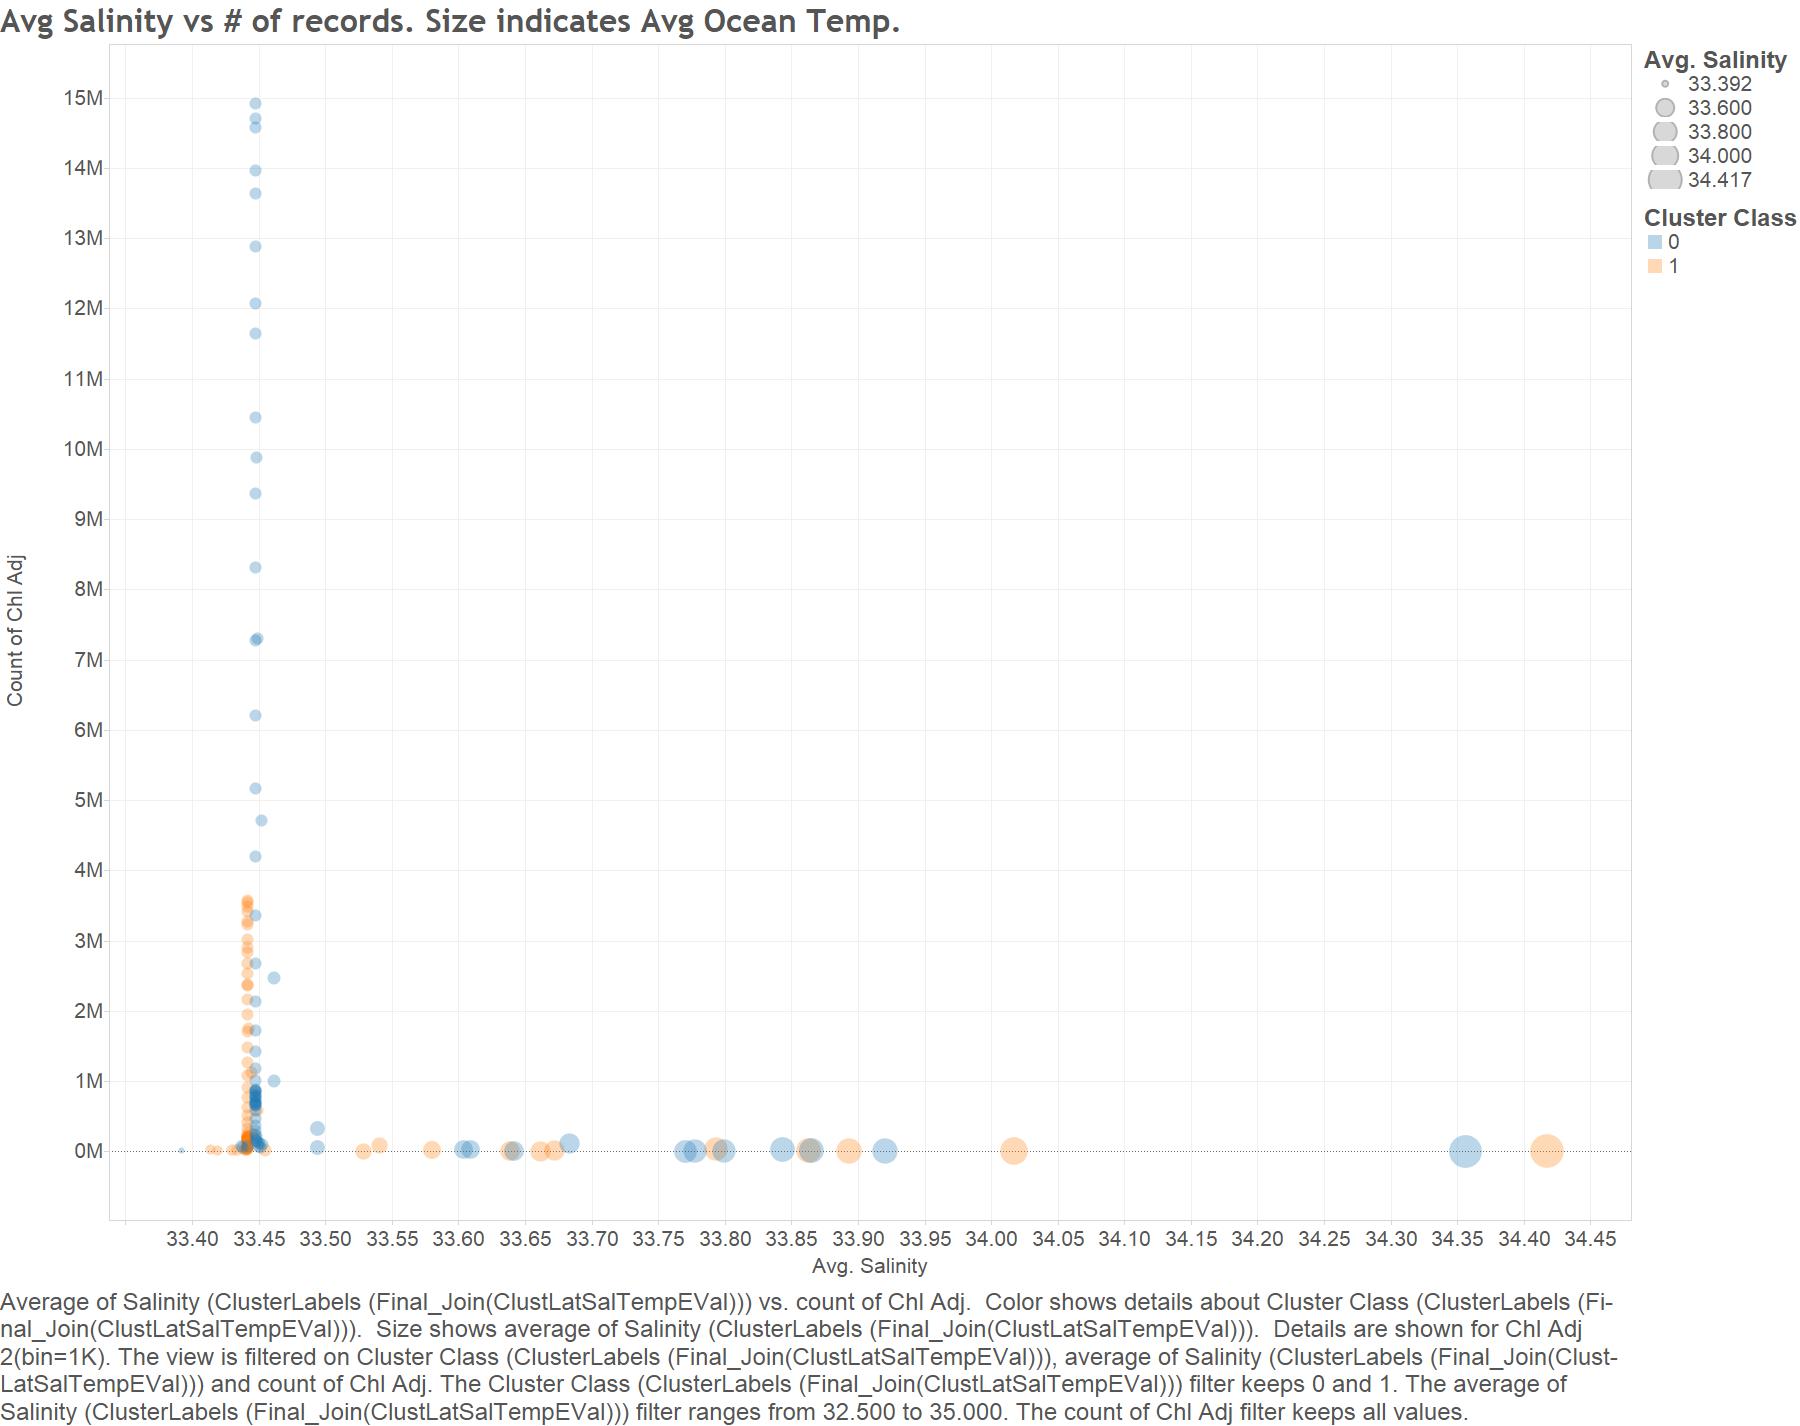 Avg Salinity vs # of records. Size indicates Avg Ocean Temp.
Avg. Salinity
33.392
33.600
33.800
34.000
34.417
Cluster Class
0
1
15M
14M
13M
12M
11M
10M
9M
8M
7M
6M
5M
4M
3M
2M
1M
0M
Count of Chl Adj
33.40 33.45 33.50 33.55 33.60 33.65 33.70 33.75 33.80 33.85 33.90 33.95 34.00 34.05 34.10 34.15 34.20 34.25 34.30 34.35 34.40 34.45
Avg. Salinity
Average of Salinity (ClusterLabels (Final_Join(ClustLatSalTempEVal))) vs. count of Chl Adj.  Color shows details about Cluster Class (ClusterLabels (Fi-
nal_Join(ClustLatSalTempEVal))).  Size shows average of Salinity (ClusterLabels (Final_Join(ClustLatSalTempEVal))).  Details are shown for Chl Adj
2(bin=1K). The view is filtered on Cluster Class (ClusterLabels (Final_Join(ClustLatSalTempEVal))), average of Salinity (ClusterLabels (Final_Join(Clust-
LatSalTempEVal))) and count of Chl Adj. The Cluster Class (ClusterLabels (Final_Join(ClustLatSalTempEVal))) filter keeps 0 and 1. The average of
Salinity (ClusterLabels (Final_Join(ClustLatSalTempEVal))) filter ranges from 32.500 to 35.000. The count of Chl Adj filter keeps all values.